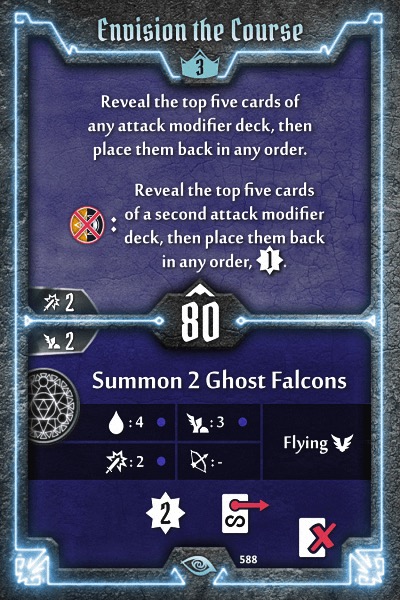 Envision the Course
3
Reveal the top five cards of
any attack modifier deck, then
place them back in any order.
Reveal the top five cards
: of a second attack modifier
deck, then place them back
in any order, 1.
2
80
2
Summon 2 Ghost Falcons
: 4
: 3
Flying
: 2
: -
2
588